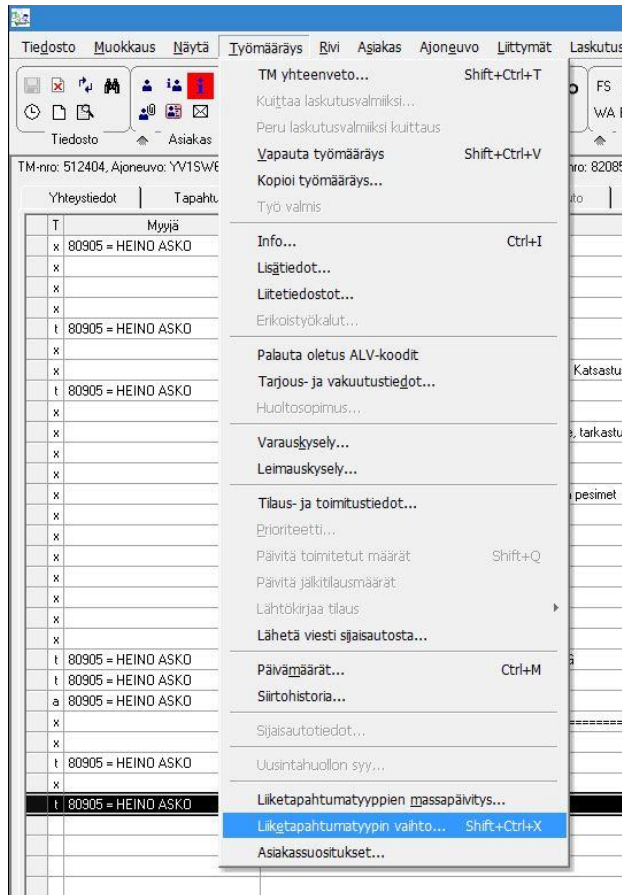 Tiedosto Muokkaus Näytä Työmääräys Rivi Asiakas Ajoneuvo Liittymät Laskutus
FS
WA
Tiedosto Asiakas
TM-nro: 512404, Ajoneuvo: YV1SW6
nro: 82085
Yhteystiedot Tapahtu
uto
T Myyjä
x 80905 = HEINO ASKO
x
x
x
t 80905 = HEINO ASKO
x
x Katsastu
t 80905 = HEINO ASKO
x
x e, tarkastu
x
x
x pesimet
x
x
x
x
x
x
x
t 80905 = HEINO ASKO
t 80905 = HEINO ASKO
a 80905 = HEINO ASKO
x =======
x
t 80905 = HEINO ASKO
x
t 80905 = HEINO ASKO
TM yhteenveto... Shift+Ctrl+T
Kuittaa laskutusvalmiiksi...
Peru laskutusvalmiiksi kuittaus
Vapauta työmääräys Shift+Ctrl+V
Kopioi työmääräys...
Työ valmis
Info... Ctrl+I
Lisätiedot...
Liitetiedostot...
Erikoistyökalut...
Palauta oletus ALV-koodit
Tarjous- ja vakuutustiedot...
Huoltosopimus...
Varauskysely...
Leimauskysely...
Tilaus- ja toimitustiedot...
Prioriteetti...
Päivitä toimitetut määrät Shift+Q
Päivitä jälkitilausmäärät
Lähtökirjaa tilaus
Lähetä viesti sijaisautosta...
Päivämäärät... Ctrl+M
Siirtohistoria...
Sijaisautotiedot...
Uusintahuollon syy...
Liiketapahtumatyyppien massapäivitys...
Liiketapahtumatyypin vaihto... Shift+Ctrl+X
Asiakassuositukset...